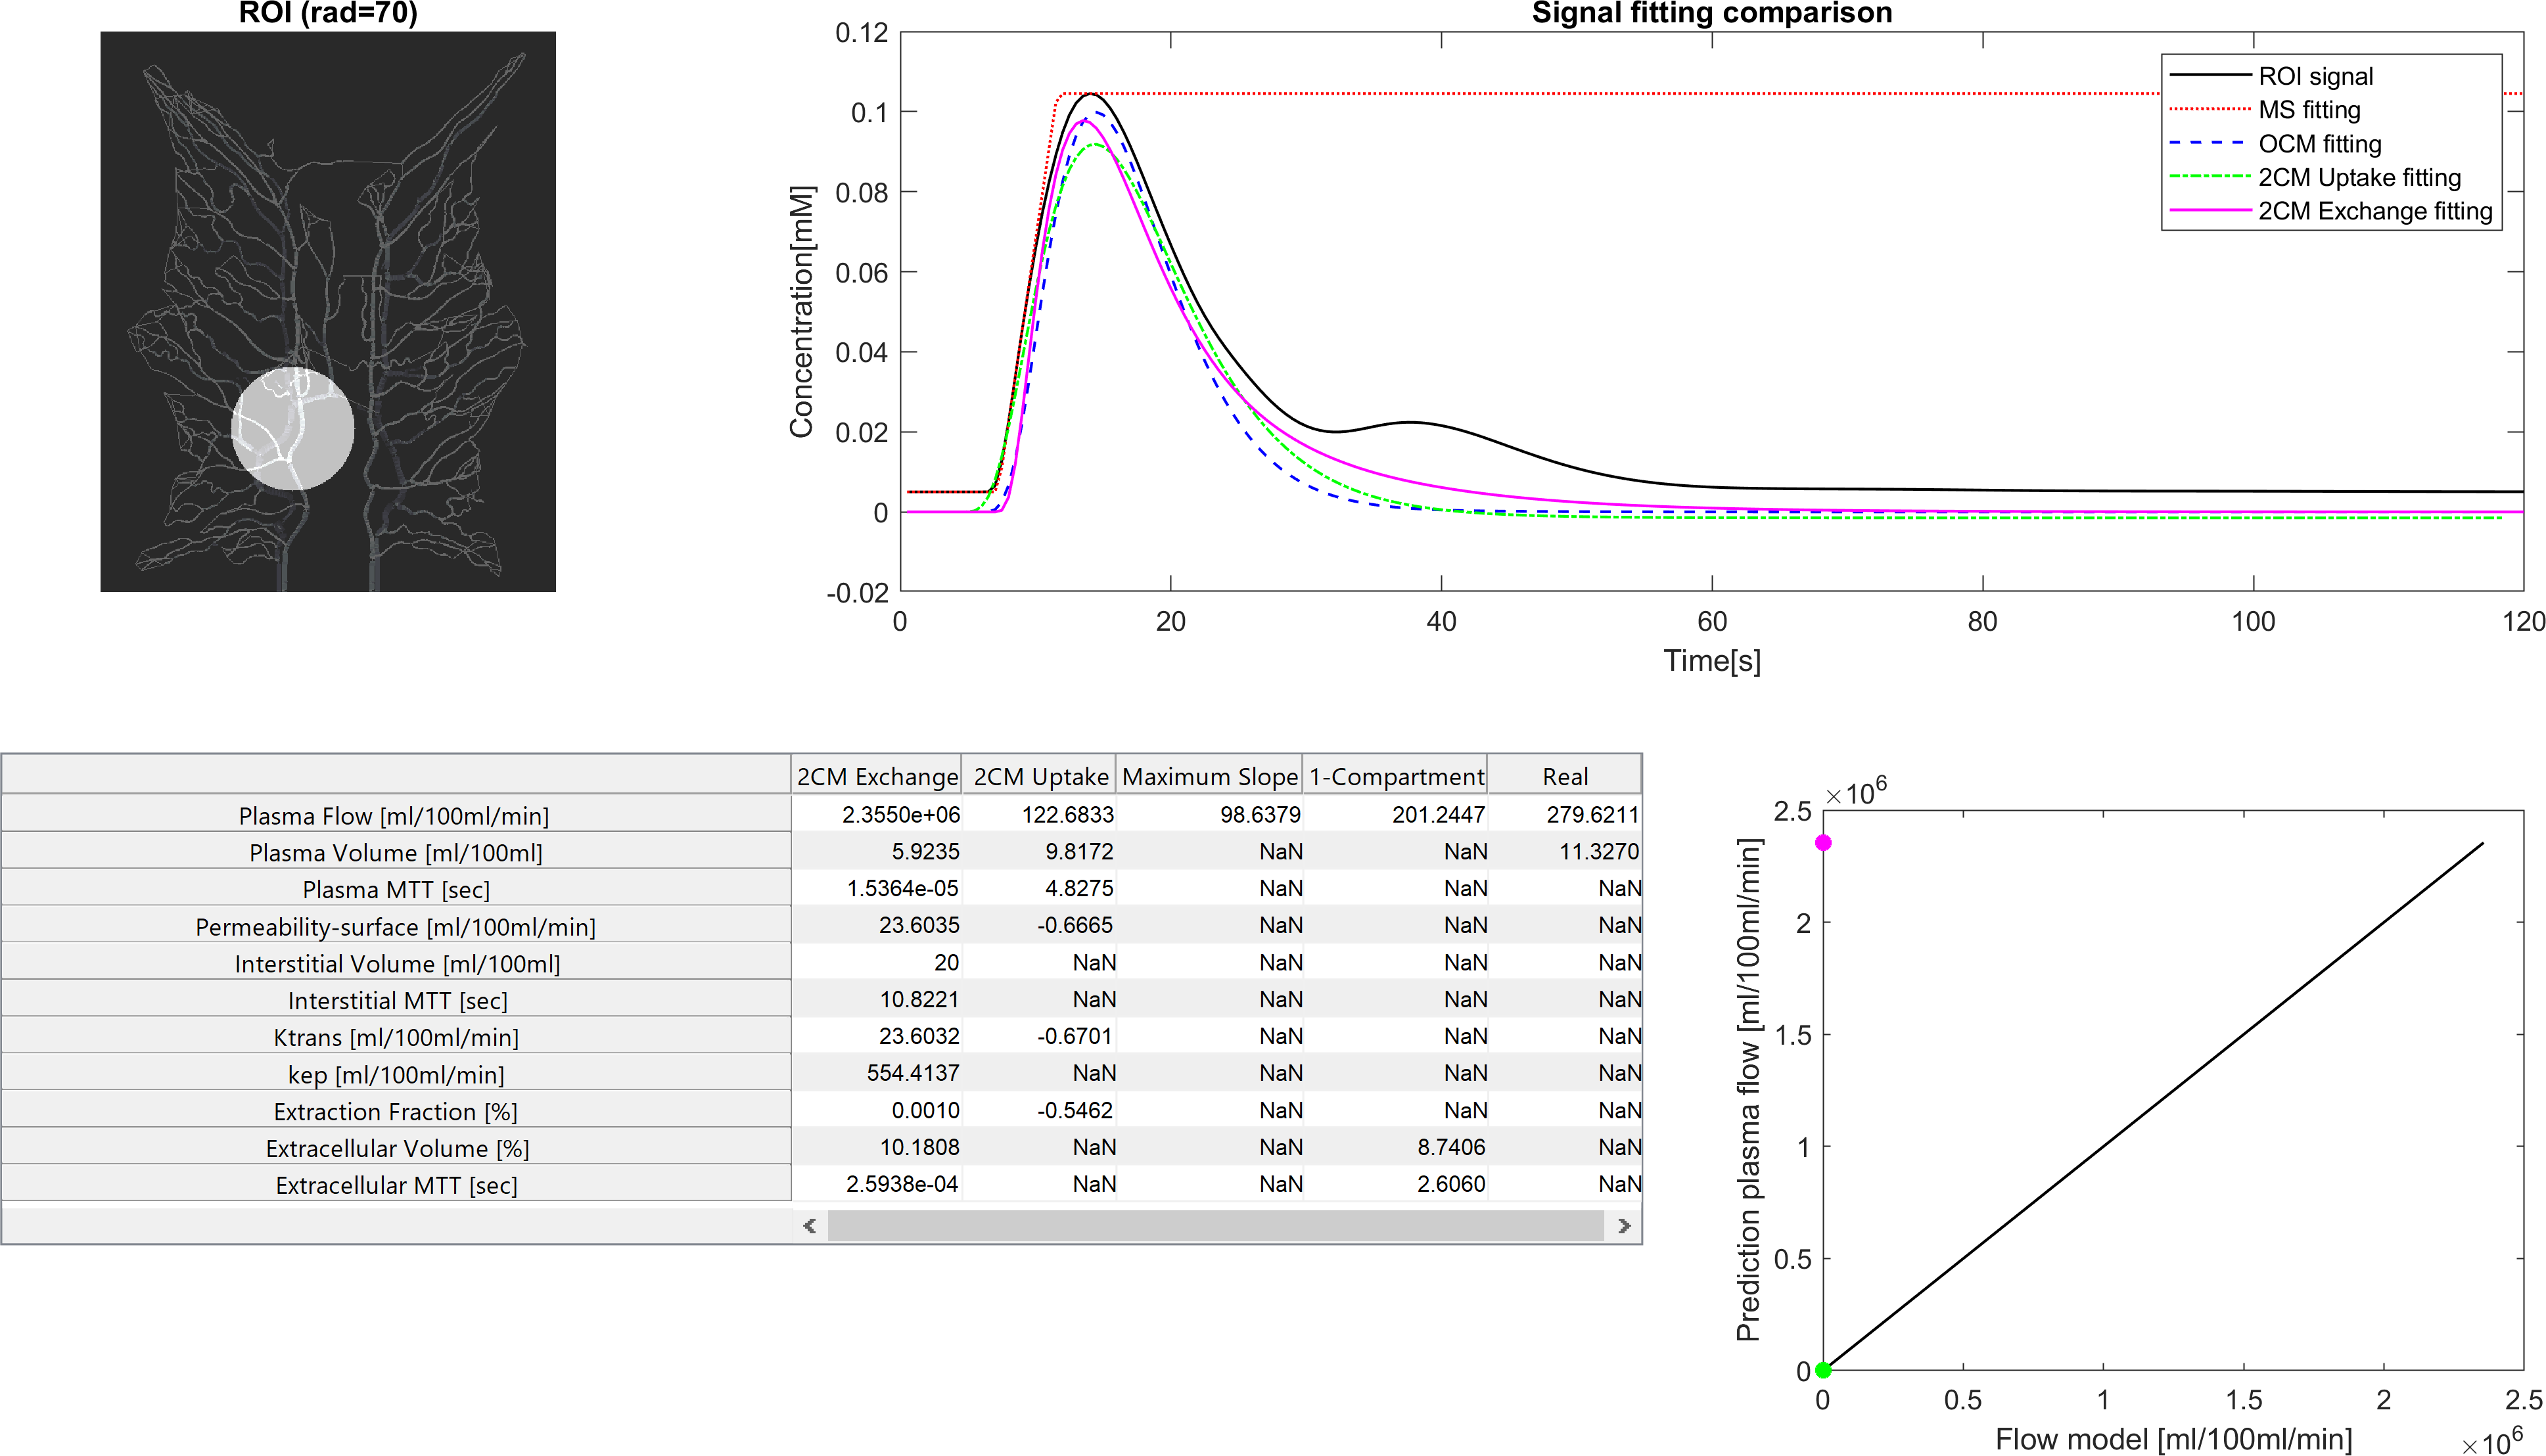 ROI (rad=70)
Signal fitting comparison
0.12
0.1
0.08
0.06
0.04
0.02
0
-0.02
Concentration[mM]
0 20 40 60 80 100 120
Time[s]
ROI signal
MS fitting
OCM fitting
2CM Uptake fitting
2CM Exchange fitting
2CM Exchange 2CM Uptake Maximum Slope 1-Compartment Real
Plasma Flow [ml/100ml/min] 2.3550e+06 122.6833 98.6379 201.2447 279.6211
Plasma Volume [ml/100ml] 5.9235 9.8172 NaN NaN 11.3270
Plasma MTT [sec] 1.5364e-05 4.8275 NaN NaN NaN
Permeability-surface [ml/100ml/min] 23.6035 -0.6665 NaN NaN NaN
Interstitial Volume [ml/100ml] 20 NaN NaN NaN NaN
Interstitial MTT [sec] 10.8221 NaN NaN NaN NaN
Ktrans [ml/100ml/min] 23.6032 -0.6701 NaN NaN NaN
kep [ml/100ml/min] 554.4137 NaN NaN NaN NaN
Extraction Fraction [%] 0.0010 -0.5462 NaN NaN NaN
Extracellular Volume [%] 10.1808 NaN NaN 8.7406 NaN
Extracellular MTT [sec] 2.5938e-04 NaN NaN 2.6060 NaN
×10⁶
2.5
2
1.5
1
0.5
0
Prediction plasma flow [ml/100ml/min]
0 0.5 1 1.5 2 2.5
Flow model [ml/100ml/min]
×10⁶